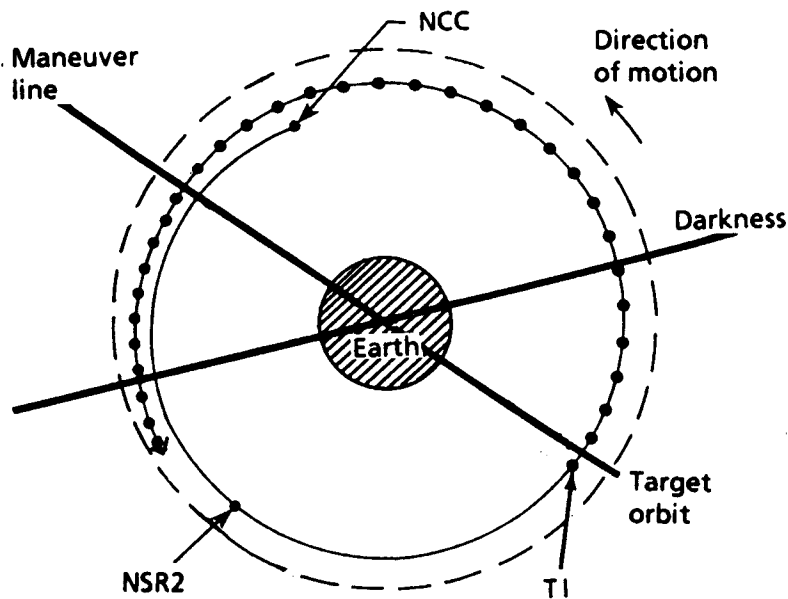 NCC
Maneuver
line
Direction
of motion
Darkness
Earth
Target
orbit
NSR2
TI